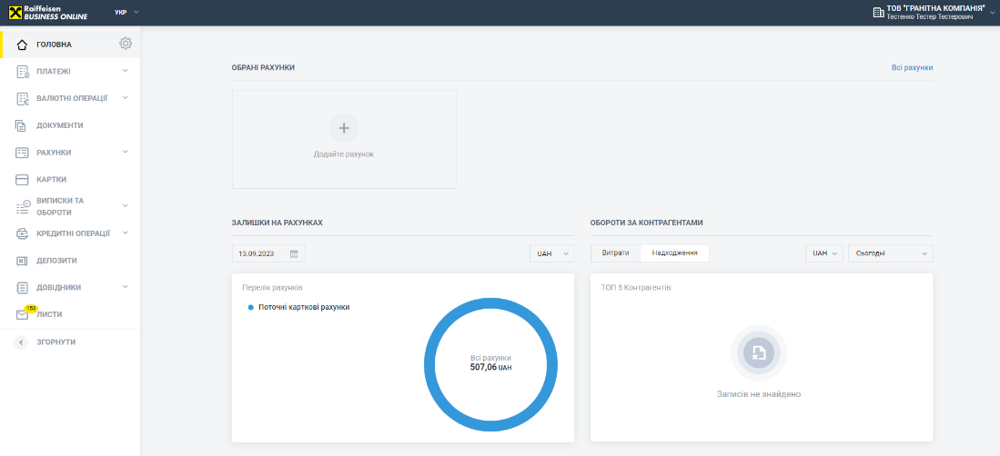 Raiffeisen
BUSINESS ONLINE
УКР
ТОВ "ГРАНІТНА КОМПАНІЯ"
Тестенко Тестер Тестерович
ГОЛОВНА
ПЛАТЕЖІ
ВАЛЮТНІ ОПЕРАЦІЇ
ДОКУМЕНТИ
РАХУНКИ
КАРТКИ
ВИПИСКИ ТА
ОБОРОТИ
КРЕДИТНІ ОПЕРАЦІЇ
ДЕПОЗИТИ
ДОВІДНИКИ
153
ЛИСТИ
ЗГОРНУТИ
ОБРАНІ РАХУНКИ
Всі рахунки
Додайте рахунок
ЗАЛИШКИ НА РАХУНКАХ
13.09.2023
UAH
Перелік рахунків
Поточні карткові рахунки
Всі рахунки
507,06 UAH
ОБОРОТИ ЗА КОНТРАГЕНТАМИ
Витрати
Надходження
UAH
Сьогодні
ТОП 5 Контрагентів:
Записів не знайдено